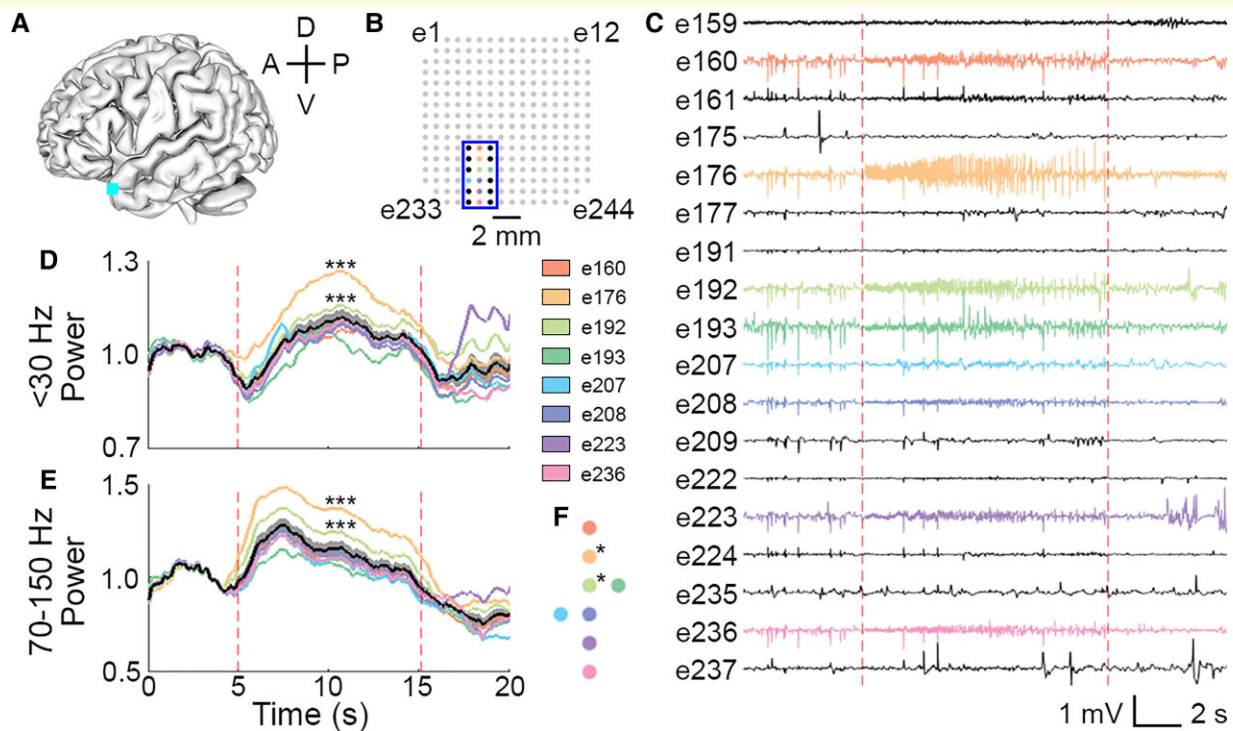 A
D
A P
V
B
e1 e12
e233 e244
2 mm
C
e159
e160
e161
e175
e176
e177
e191
e192
e193
e207
e208
e209
e222
e223
e224
e235
e236
e237
1 mV 2 s
D
<30 Hz
Power
1.3
1.0
0.7
***
***
e160
e176
e192
e193
e207
e208
e223
e236
E
70-150 Hz
Power
1.5
1.0
0.5
***
***
0 5 10 15 20
Time (s)
F
*
*